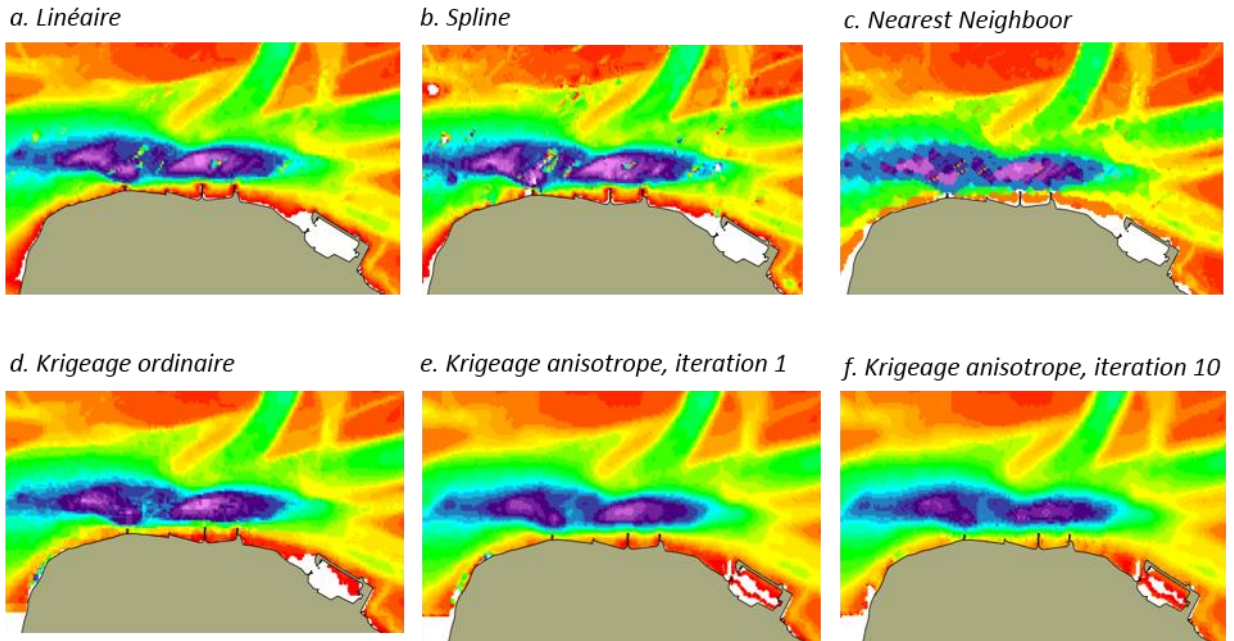 a. Linéaire
b. Spline
c. Nearest Neighboor
d. Krigeage ordinaire
e. Krigeage anisotrope, iteration 1
f. Krigeage anisotrope, iteration 10